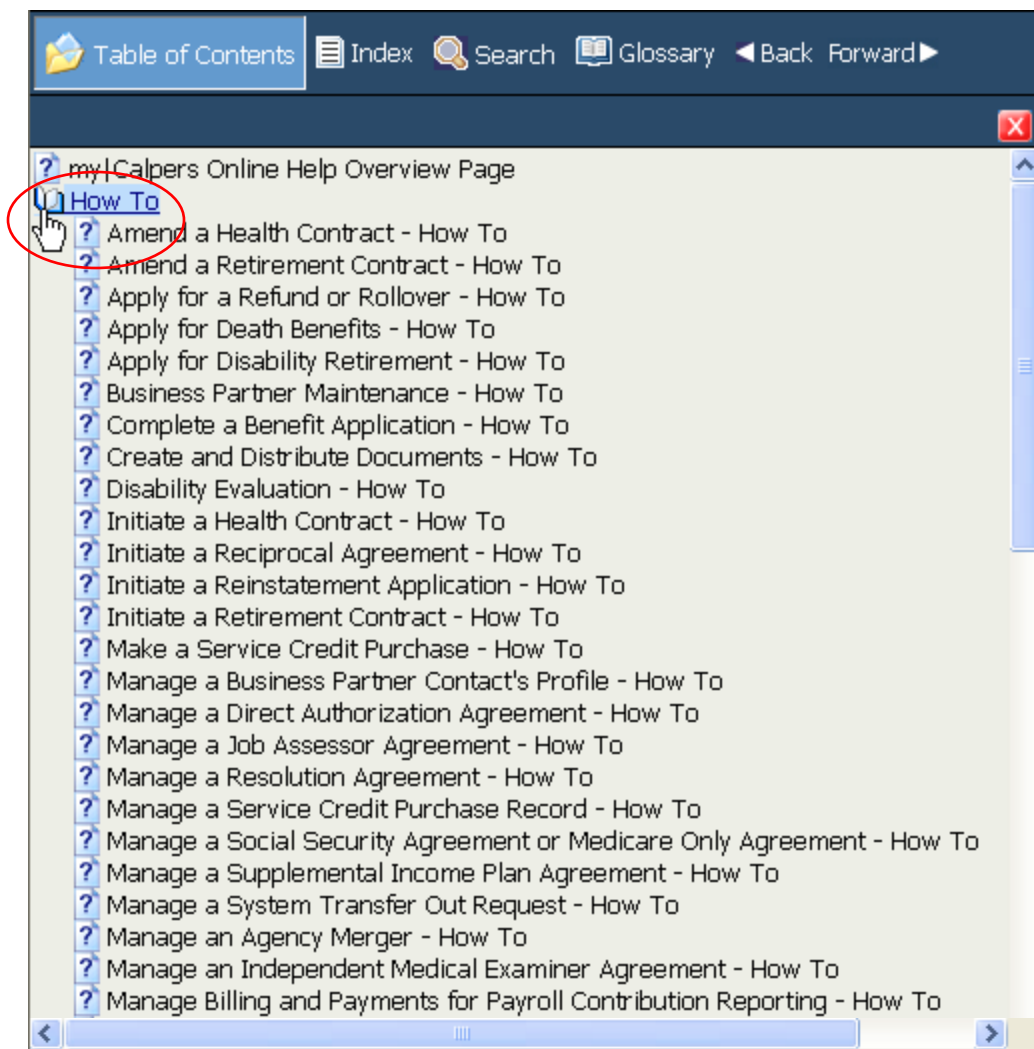 Table of Contents Index Search Glossary Back Forward
my|Calpers Online Help Overview Page
How To
Amend a Health Contract - How To
Amend a Retirement Contract - How To
Apply for a Refund or Rollover - How To
Apply for Death Benefits - How To
Apply for Disability Retirement - How To
Business Partner Maintenance - How To
Complete a Benefit Application - How To
Create and Distribute Documents - How To
Disability Evaluation - How To
Initiate a Health Contract - How To
Initiate a Reciprocal Agreement - How To
Initiate a Reinstatement Application - How To
Initiate a Retirement Contract - How To
Make a Service Credit Purchase - How To
Manage a Business Partner Contact's Profile - How To
Manage a Direct Authorization Agreement - How To
Manage a Job Assessor Agreement - How To
Manage a Resolution Agreement - How To
Manage a Service Credit Purchase Record - How To
Manage a Social Security Agreement or Medicare Only Agreement - How To
Manage a Supplemental Income Plan Agreement - How To
Manage a System Transfer Out Request - How To
Manage an Agency Merger - How To
Manage an Independent Medical Examiner Agreement - How To
Manage Billing and Payments for Payroll Contribution Reporting - How To